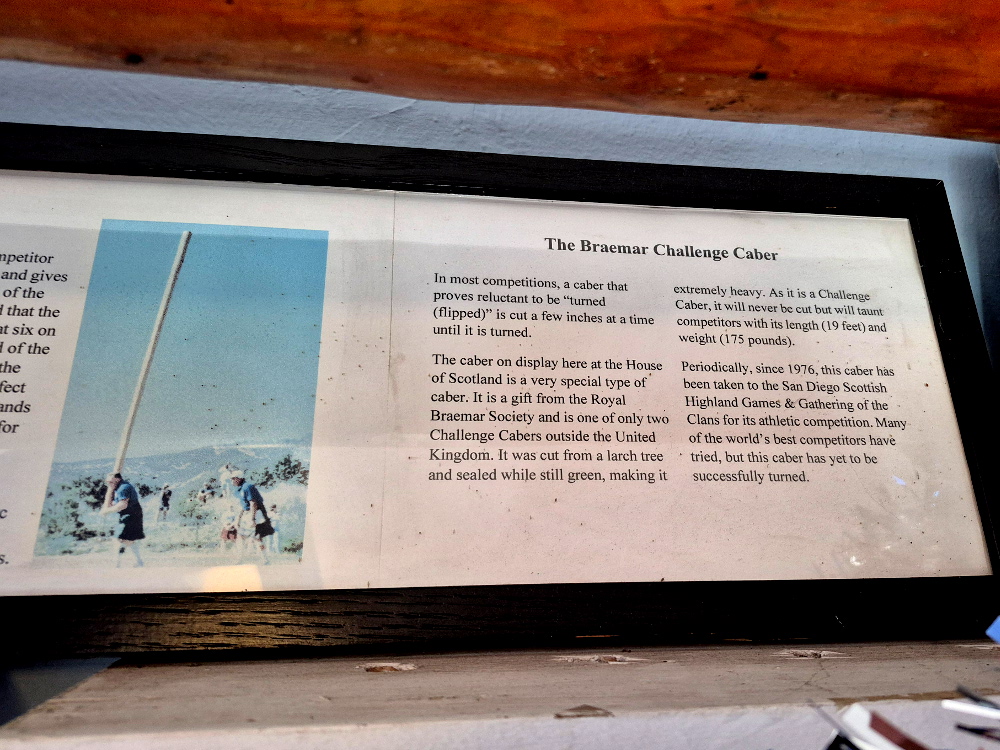 mpetitor
and gives
of the
d that the
at six on
d of the
the
fect
ands
for
c
s.
The Braemar Challenge Caber
In most competitions, a caber that
proves reluctant to be “turned
(flipped)” is cut a few inches at a time
until it is turned.
The caber on display here at the House
of Scotland is a very special type of
caber. It is a gift from the Royal
Braemar Society and is one of only two
Challenge Cabers outside the United
Kingdom. It was cut from a larch tree
and sealed while still green, making it
extremely heavy. As it is a Challenge
Caber, it will never be cut but will taunt
competitors with its length (19 feet) and
weight (175 pounds).
Periodically, since 1976, this caber has
been taken to the San Diego Scottish
Highland Games & Gathering of the
Clans for its athletic competition. Many
of the world's best competitors have
tried, but this caber has yet to be
successfully turned.